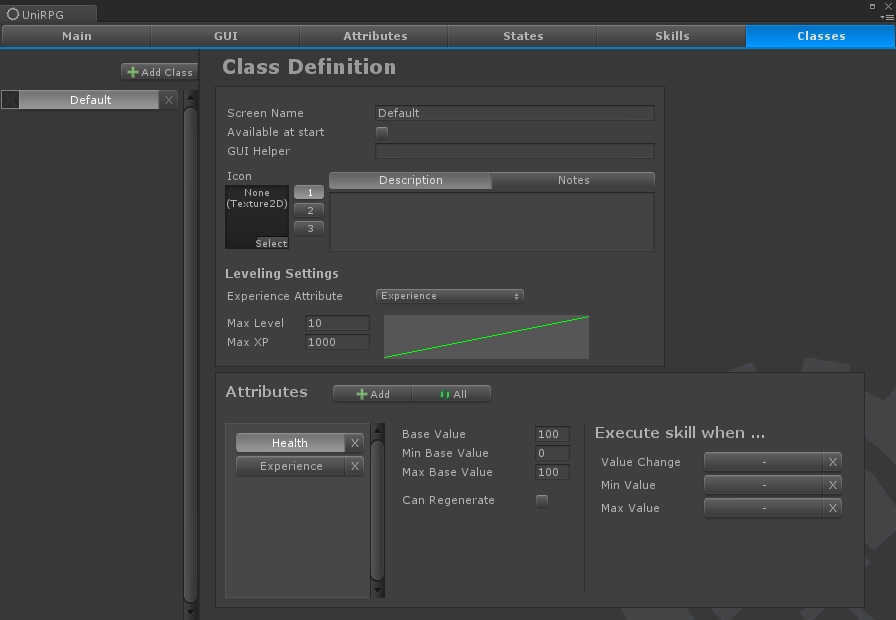 UniRPG
Main GUI Attributes States Skills Classes
Add Class
X Default X
Class Definition
Screen Name Default
Available at start
GUI Helper
Icon
None
(Texture2D)
Select
1
2
3
Description Notes
Leveling Settings
Experience Attribute Experience
Max Level 10
Max XP 1000
Attributes Add All
Health X
Experience X
Base Value 100
Min Base Value 0
Max Base Value 100
Can Regenerate
Execute skill when ...
Value Change - X
Min Value - X
Max Value - X